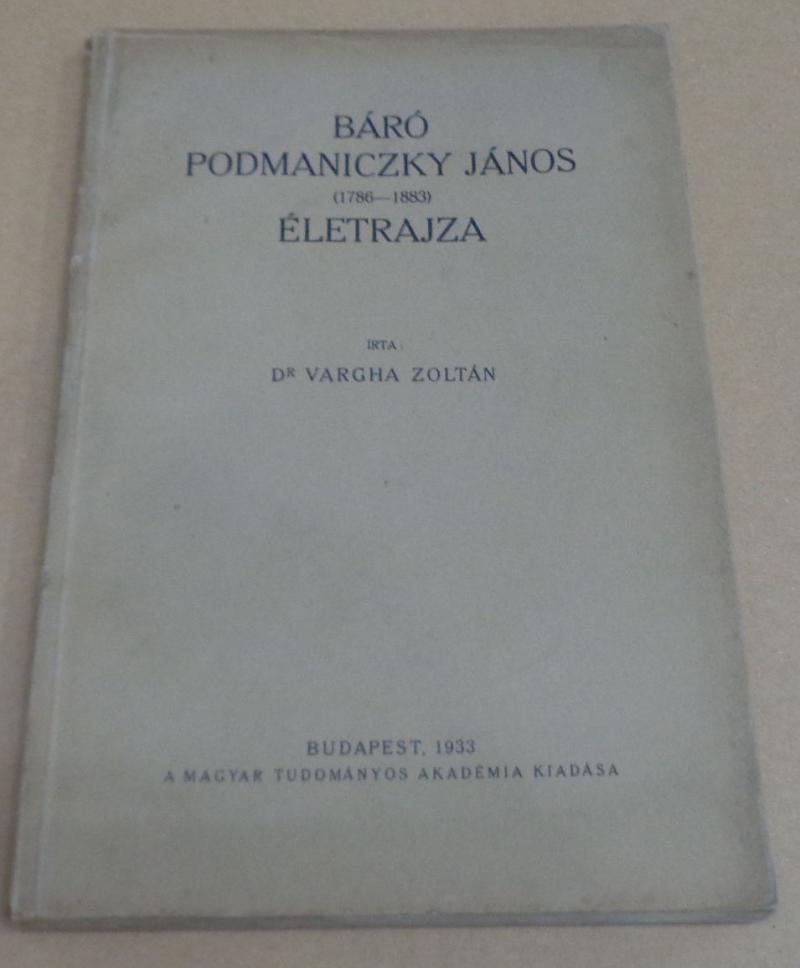 BÁRÓ
PODMANICZKY JÁNOS
(1786—1883)
ÉLETRAJZA
IRTA:
DR VARGHA ZOLTÁN
BUDAPEST, 1933
A MAGYAR TUDOMÁNYOS AKADÉMIA KIADÁSA